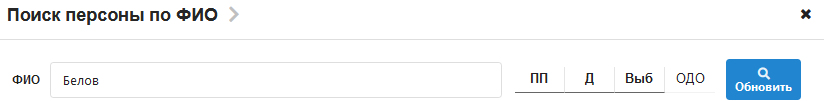 Поиск персоны по ФИО
ФИО Белов ПП Д Выб ОДО Обновить